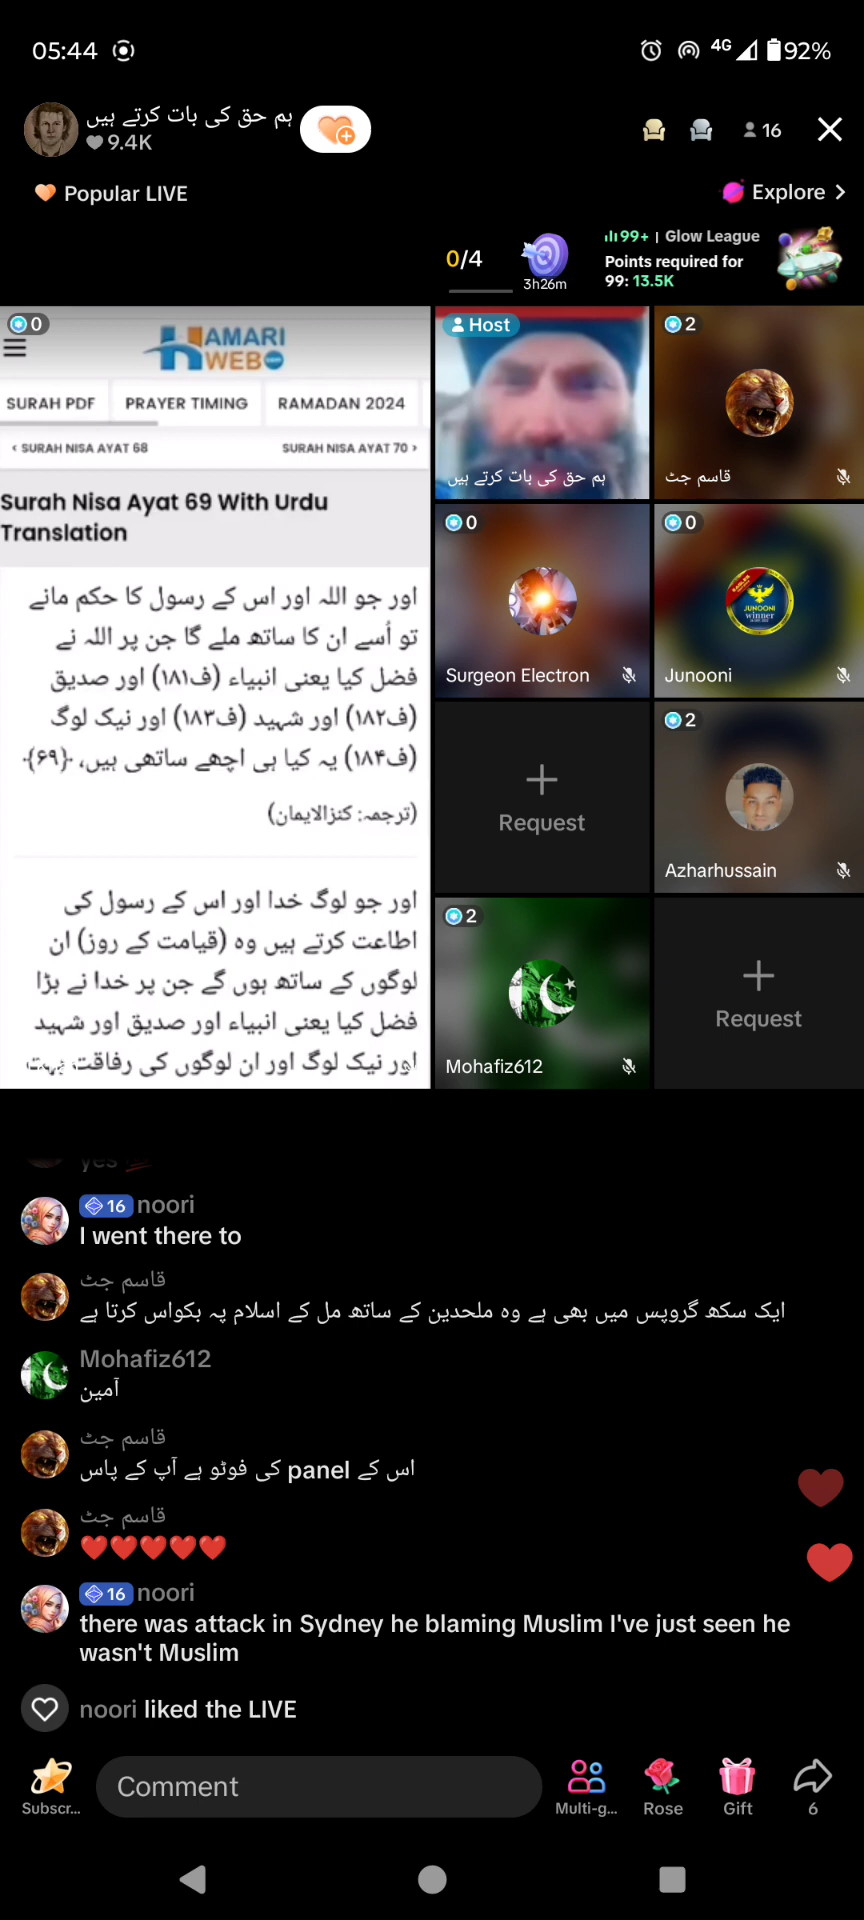 05:44
4G
92%
ہم حق کی بات کرتے ہیں
9.4K
16
Popular LIVE
Explore
0/4
3h26m
99+ | Glow League
Points required for
99: 13.5K
0
HAMARI
WEB
SURAH PDF
PRAYER TIMING
RAMADAN 2024
‹ SURAH NISA AYAT 68
SURAH NISA AYAT 70 ›
Surah Nisa Ayat 69 With Urdu
Translation
اور جو اللہ اور اس کے رسول کا حکم مانے
تو اُسے ان کا ساتھ ملے گا جن پر اللہ نے
فضل کیا یعنی انبیاء (ف۱۸۱) اور صدیق
(ف۱۸۲) اور شہید (ف۱۸۳) اور نیک لوگ
(ف۱۸۴) یہ کیا ہی اچھے ساتھی ہیں، ﴿۶۹﴾
(ترجمہ: کنزالایمان)
اور جو لوگ خدا اور اس کے رسول کی
اطاعت کرتے ہیں وہ (قیامت کے روز) ان
لوگوں کے ساتھ ہوں گے جن پر خدا نے بڑا
فضل کیا یعنی انبیاء اور صدیق اور شہید
اور نیک لوگ اور ان لوگوں کی رفاقت
Host
ہم حق کی بات کرتے ہیں
2
قاسم جٹ
0
Surgeon Electron
0
JUNOONI
winner
Junooni
Request
2
Azharhussain
2
Mohafiz612
Request
yes
16 noori
I went there to
قاسم جٹ
ایک سکھ گروپس میں بھی ہے وہ ملحدین کے ساتھ مل کے اسلام پہ بکواس کرتا ہے
Mohafiz612
آمین
قاسم جٹ
اس کے panel کی فوٹو ہے آپ کے پاس
قاسم جٹ
❤️❤️❤️❤️❤️
16 noori
there was attack in Sydney he blaming Muslim I've just seen he
wasn't Muslim
noori liked the LIVE
Subscr...
Comment
Multi-g...
Rose
Gift
6